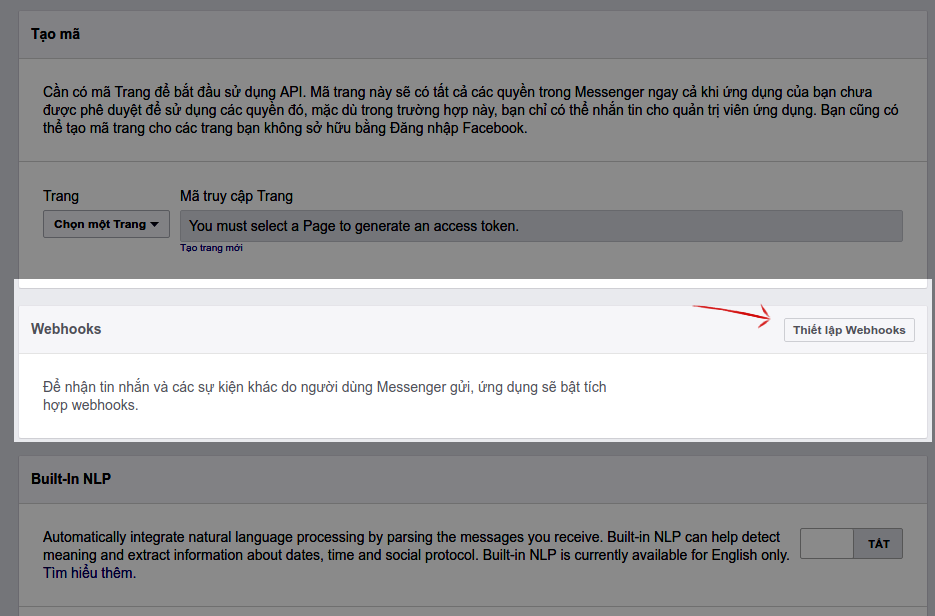 Tạo mã
Cần có mã Trang để bắt đầu sử dụng API. Mã trang này sẽ có tất cả các quyền trong Messenger ngay cả khi ứng dụng của bạn chưa
được phê duyệt để sử dụng các quyền đó, mặc dù trong trường hợp này, bạn chỉ có thể nhắn tin cho quản trị viên ứng dụng. Bạn cũng có
thể tạo mã trang cho các trang bạn không sở hữu bằng Đăng nhập Facebook.
Trang
Mã truy cập Trang
Chọn một Trang
You must select a Page to generate an access token.
Tạo trang mới
Webhooks
Thiết lập Webhooks
Để nhận tin nhắn và các sự kiện khác do người dùng Messenger gửi, ứng dụng sẽ bật tích
hợp webhooks.
Built-In NLP
Automatically integrate natural language processing by parsing the messages you receive. Built-in NLP can help detect
meaning and extract information about dates, time and social protocol. Built-in NLP is currently available for English only.
Tìm hiểu thêm.
TẮT